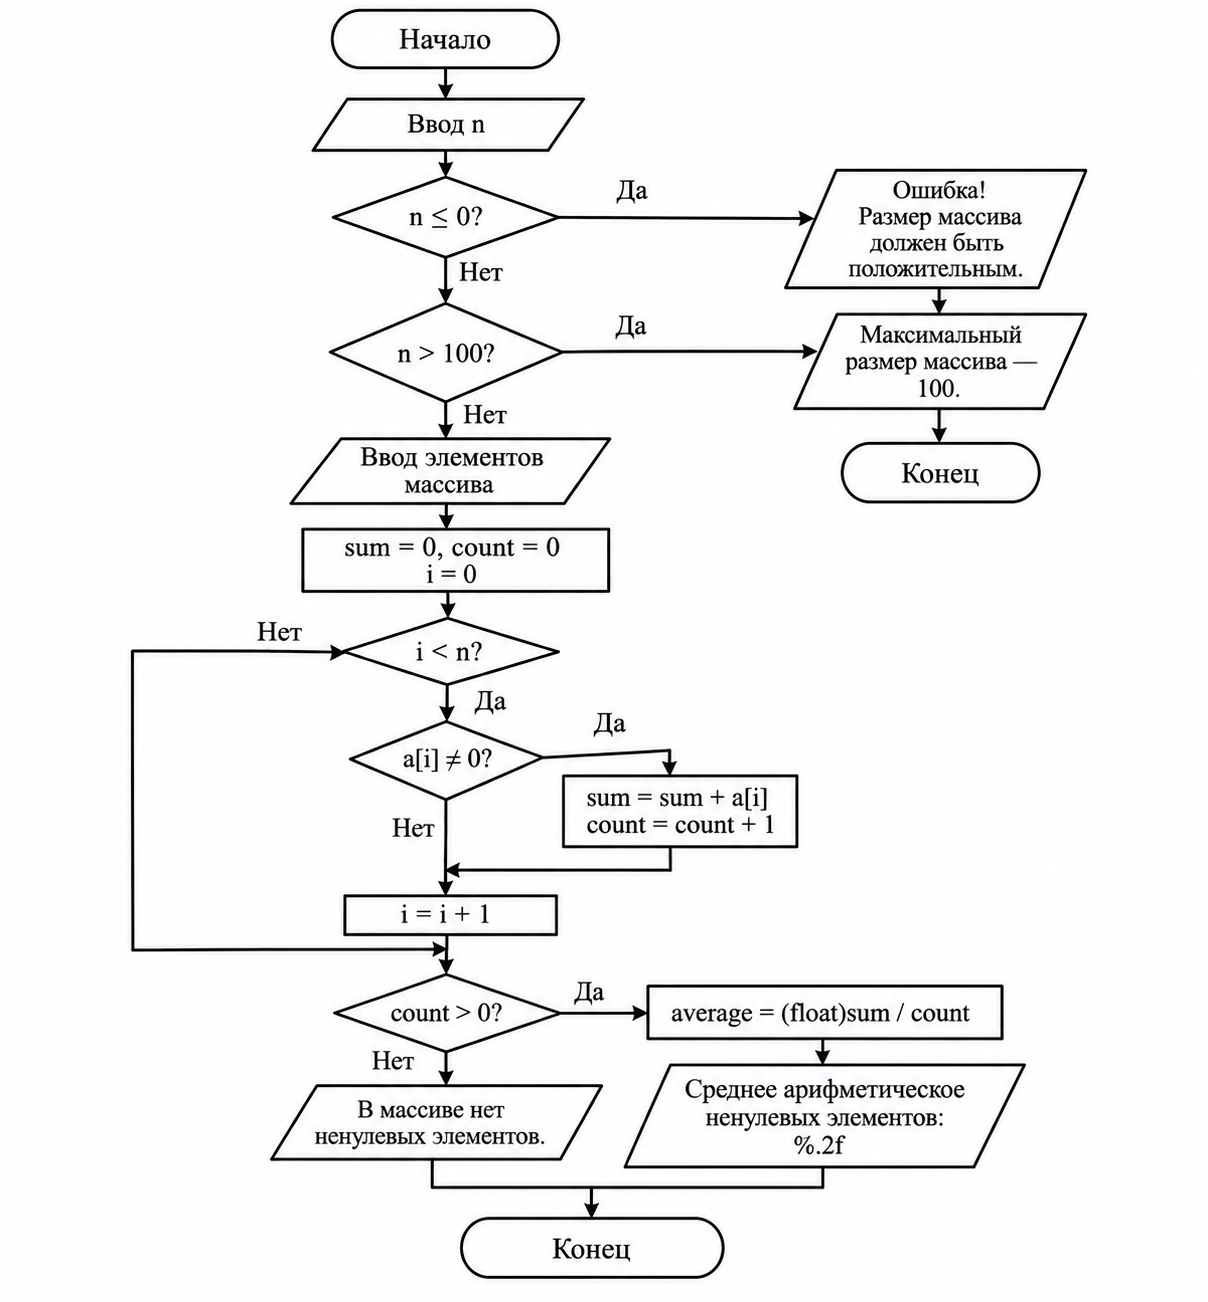 Начало
Ввод n
n ≤ 0?
Да
Ошибка!
Размер массива
должен быть
положительным.
Нет
n > 100?
Да
Максимальный
размер массива —
100.
Конец
Нет
Ввод элементов
массива
sum = 0, count = 0
i = 0
Нет
i < n?
Да
a[i] ≠ 0?
Да
sum = sum + a[i]
count = count + 1
Нет
i = i + 1
count > 0?
Да
average = (float)sum / count
Нет
В массиве нет
ненулевых элементов.
Среднее арифметическое
ненулевых элементов:
%.2f
Конец